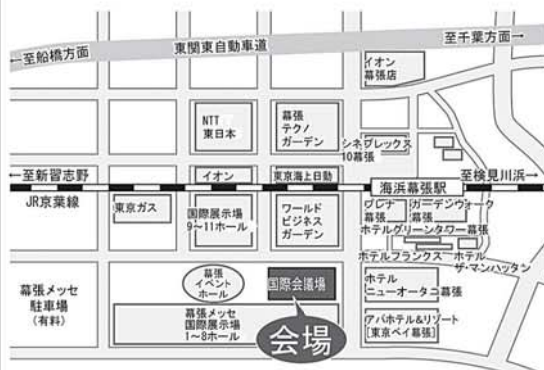 ←至船橋方面
東関東自動車道
至千葉方面→
イオン
幕張店
NTT
東日本
幕張
テクノ
ガーデン
シネプレックス
10幕張
←至新習志野
イオン
東京海上日動
海浜幕張駅
至検見川浜→
JR京葉線
東京ガス
国際展示場
9～11ホール
ワールド
ビジネス
ガーデン
プレナ
幕張
ガーデンウォーク
幕張
ホテルグリーンタワー幕張
ホテルフランクス
ホテル
ザ・マンハッタン
幕張メッセ
駐車場
(有料)
幕張
イベント
ホール
国際会議場
ホテル
ニューオータニ幕張
幕張メッセ
国際展示場
1～8ホール
会場
アパホテル&リゾート
[東京ベイ幕張]